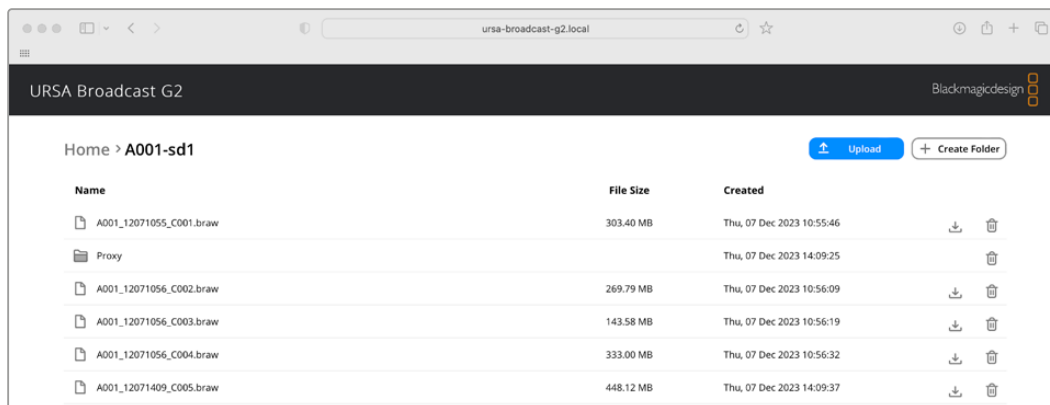 ursa-broadcast-g2.local
URSA Broadcast G2
Blackmagicdesign
Home > A001-sd1
Upload
+ Create Folder
Name File Size Created
A001_12071055_C001.braw 303.40 MB Thu, 07 Dec 2023 10:55:46
Proxy Thu, 07 Dec 2023 14:09:25
A001_12071056_C002.braw 269.79 MB Thu, 07 Dec 2023 10:56:09
A001_12071056_C003.braw 143.58 MB Thu, 07 Dec 2023 10:56:19
A001_12071056_C004.braw 333.00 MB Thu, 07 Dec 2023 10:56:32
A001_12071409_C005.braw 448.12 MB Thu, 07 Dec 2023 14:09:37